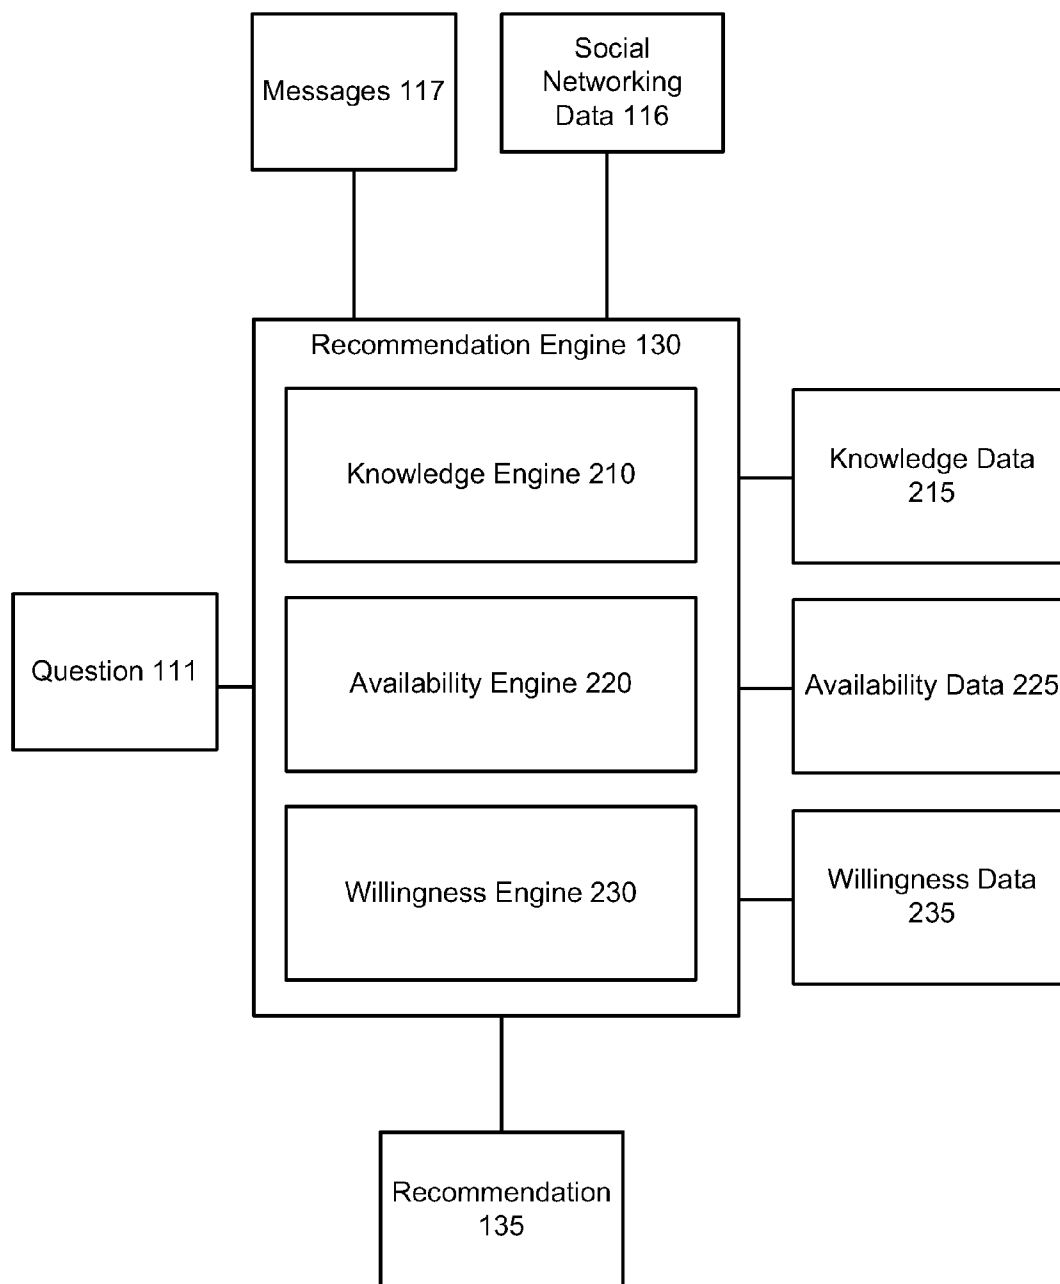 Messages 117
Social
Networking
Data 116
Recommendation Engine 130
Knowledge Engine 210
Knowledge Data
215
Question 111
Availability Engine 220
Availability Data 225
Willingness Engine 230
Willingness Data
235
Recommendation
135